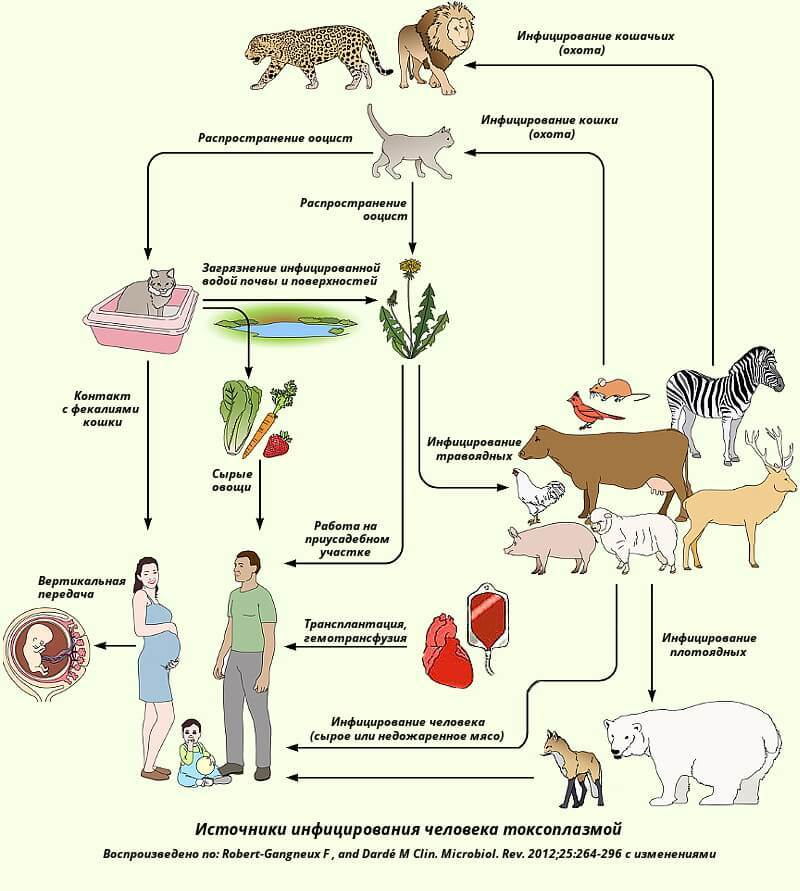 Инфицирование кошачьих
(охота)
Инфицирование кошки
(охота)
Распространение ооцист
Распространение
ооцист
Загрязнение инфицированной
водой почвы и поверхностей
Контакт
с фекалиями
кошки
Инфицирование
травоядных
Сырые
овощи
Работа на
приусадебном
участке
Вертикальная
передача
Трансплантация,
гемотрансфузия
Инфицирование
плотоядных
Инфицирование человека
(сырое или недожаренное мясо)
Источники инфицирования человека токсоплазмой
Воспроизведено по: Robert-Gangneux F , and Dardé M Clin. Microbiol. Rev. 2012;25:264-296 с изменениями